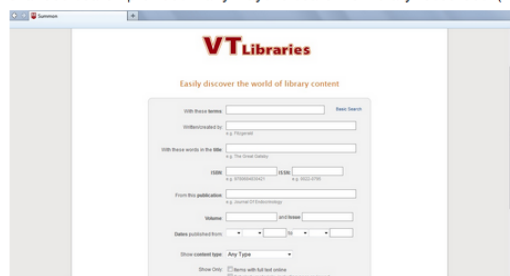 Summon
VT Libraries
Easily discover the world of library content
With these terms: Basic Search
Written/created by:
e.g. Fitzgerald
With these words in the title:
e.g. The Great Gatsby
ISBN: ISSN:
e.g. 0022-0795
From this publication:
e.g. Journal Of Endocrinology
Volume: and Issue:
Dates published from: to
Show content type: Any Type
Show Only: Items with full text online